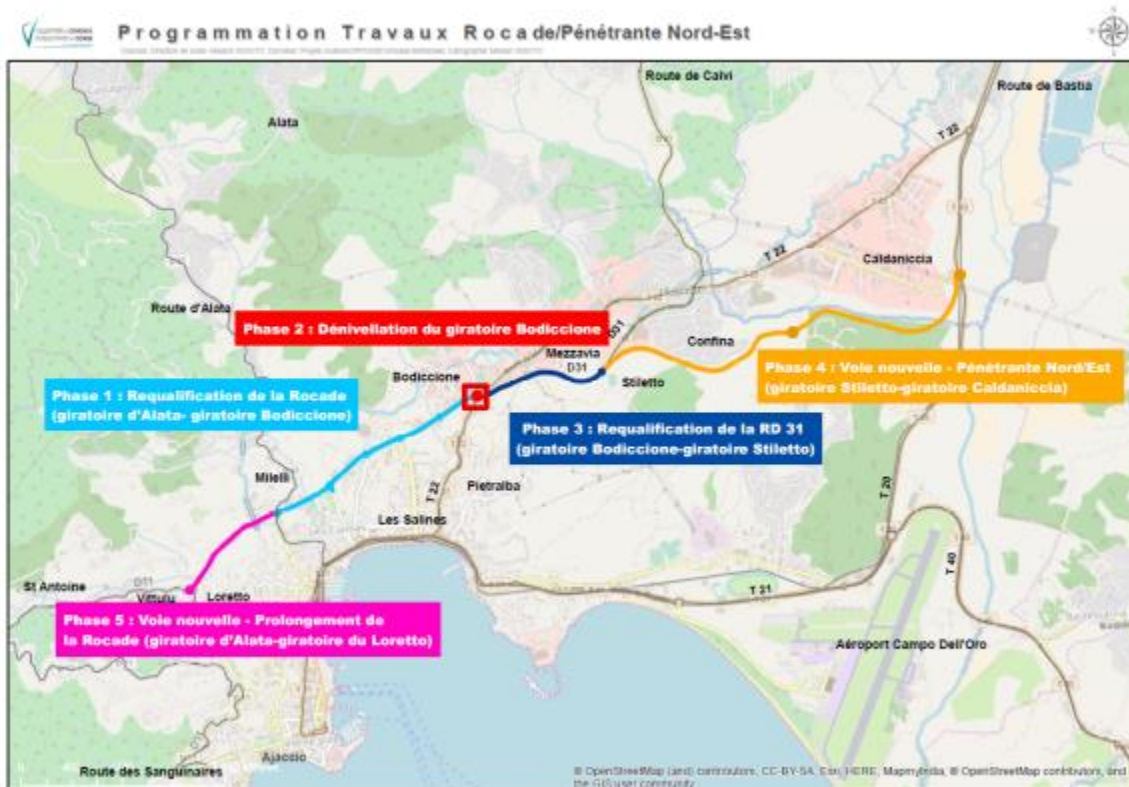 Programmation Travaux Rocade/Pénétrante Nord-Est
Route de Calvi
Route de Bastia
Alata
T 22
Caldaniccia
Route d'Alata
T 22
Phase 2 : Dénivellation du giratoire Bodiccione
D31
Confina
Mezzavia
D31
Bodiccione
Stiletto
Phase 4 : Voie nouvelle - Pénétrante Nord/Est
(giratoire Stiletto-giratoire Caldaniccia)
Phase 1 : Requalification de la Rocade
(giratoire d'Alata- giratoire Bodiccione)
Phase 3 : Requalification de la RD 31
(giratoire Bodiccione-giratoire Stiletto)
Milelli
Pietralba
T 22
T 20
Les Salines
St Antoine
D11
Vittulu
Loretto
T 21
T 40
Phase 5 : Voie nouvelle - Prolongement de
la Rocade (giratoire d'Alata-giratoire du Loretto)
Aéroport Campo Dell'Oro
Ajaccio
Route des Sanguinaires
© OpenStreetMap (and) contributors, CC-BY-SA, Esri, HERE, MapmyIndia, © OpenStreetMap contributors, and
the GIS user community